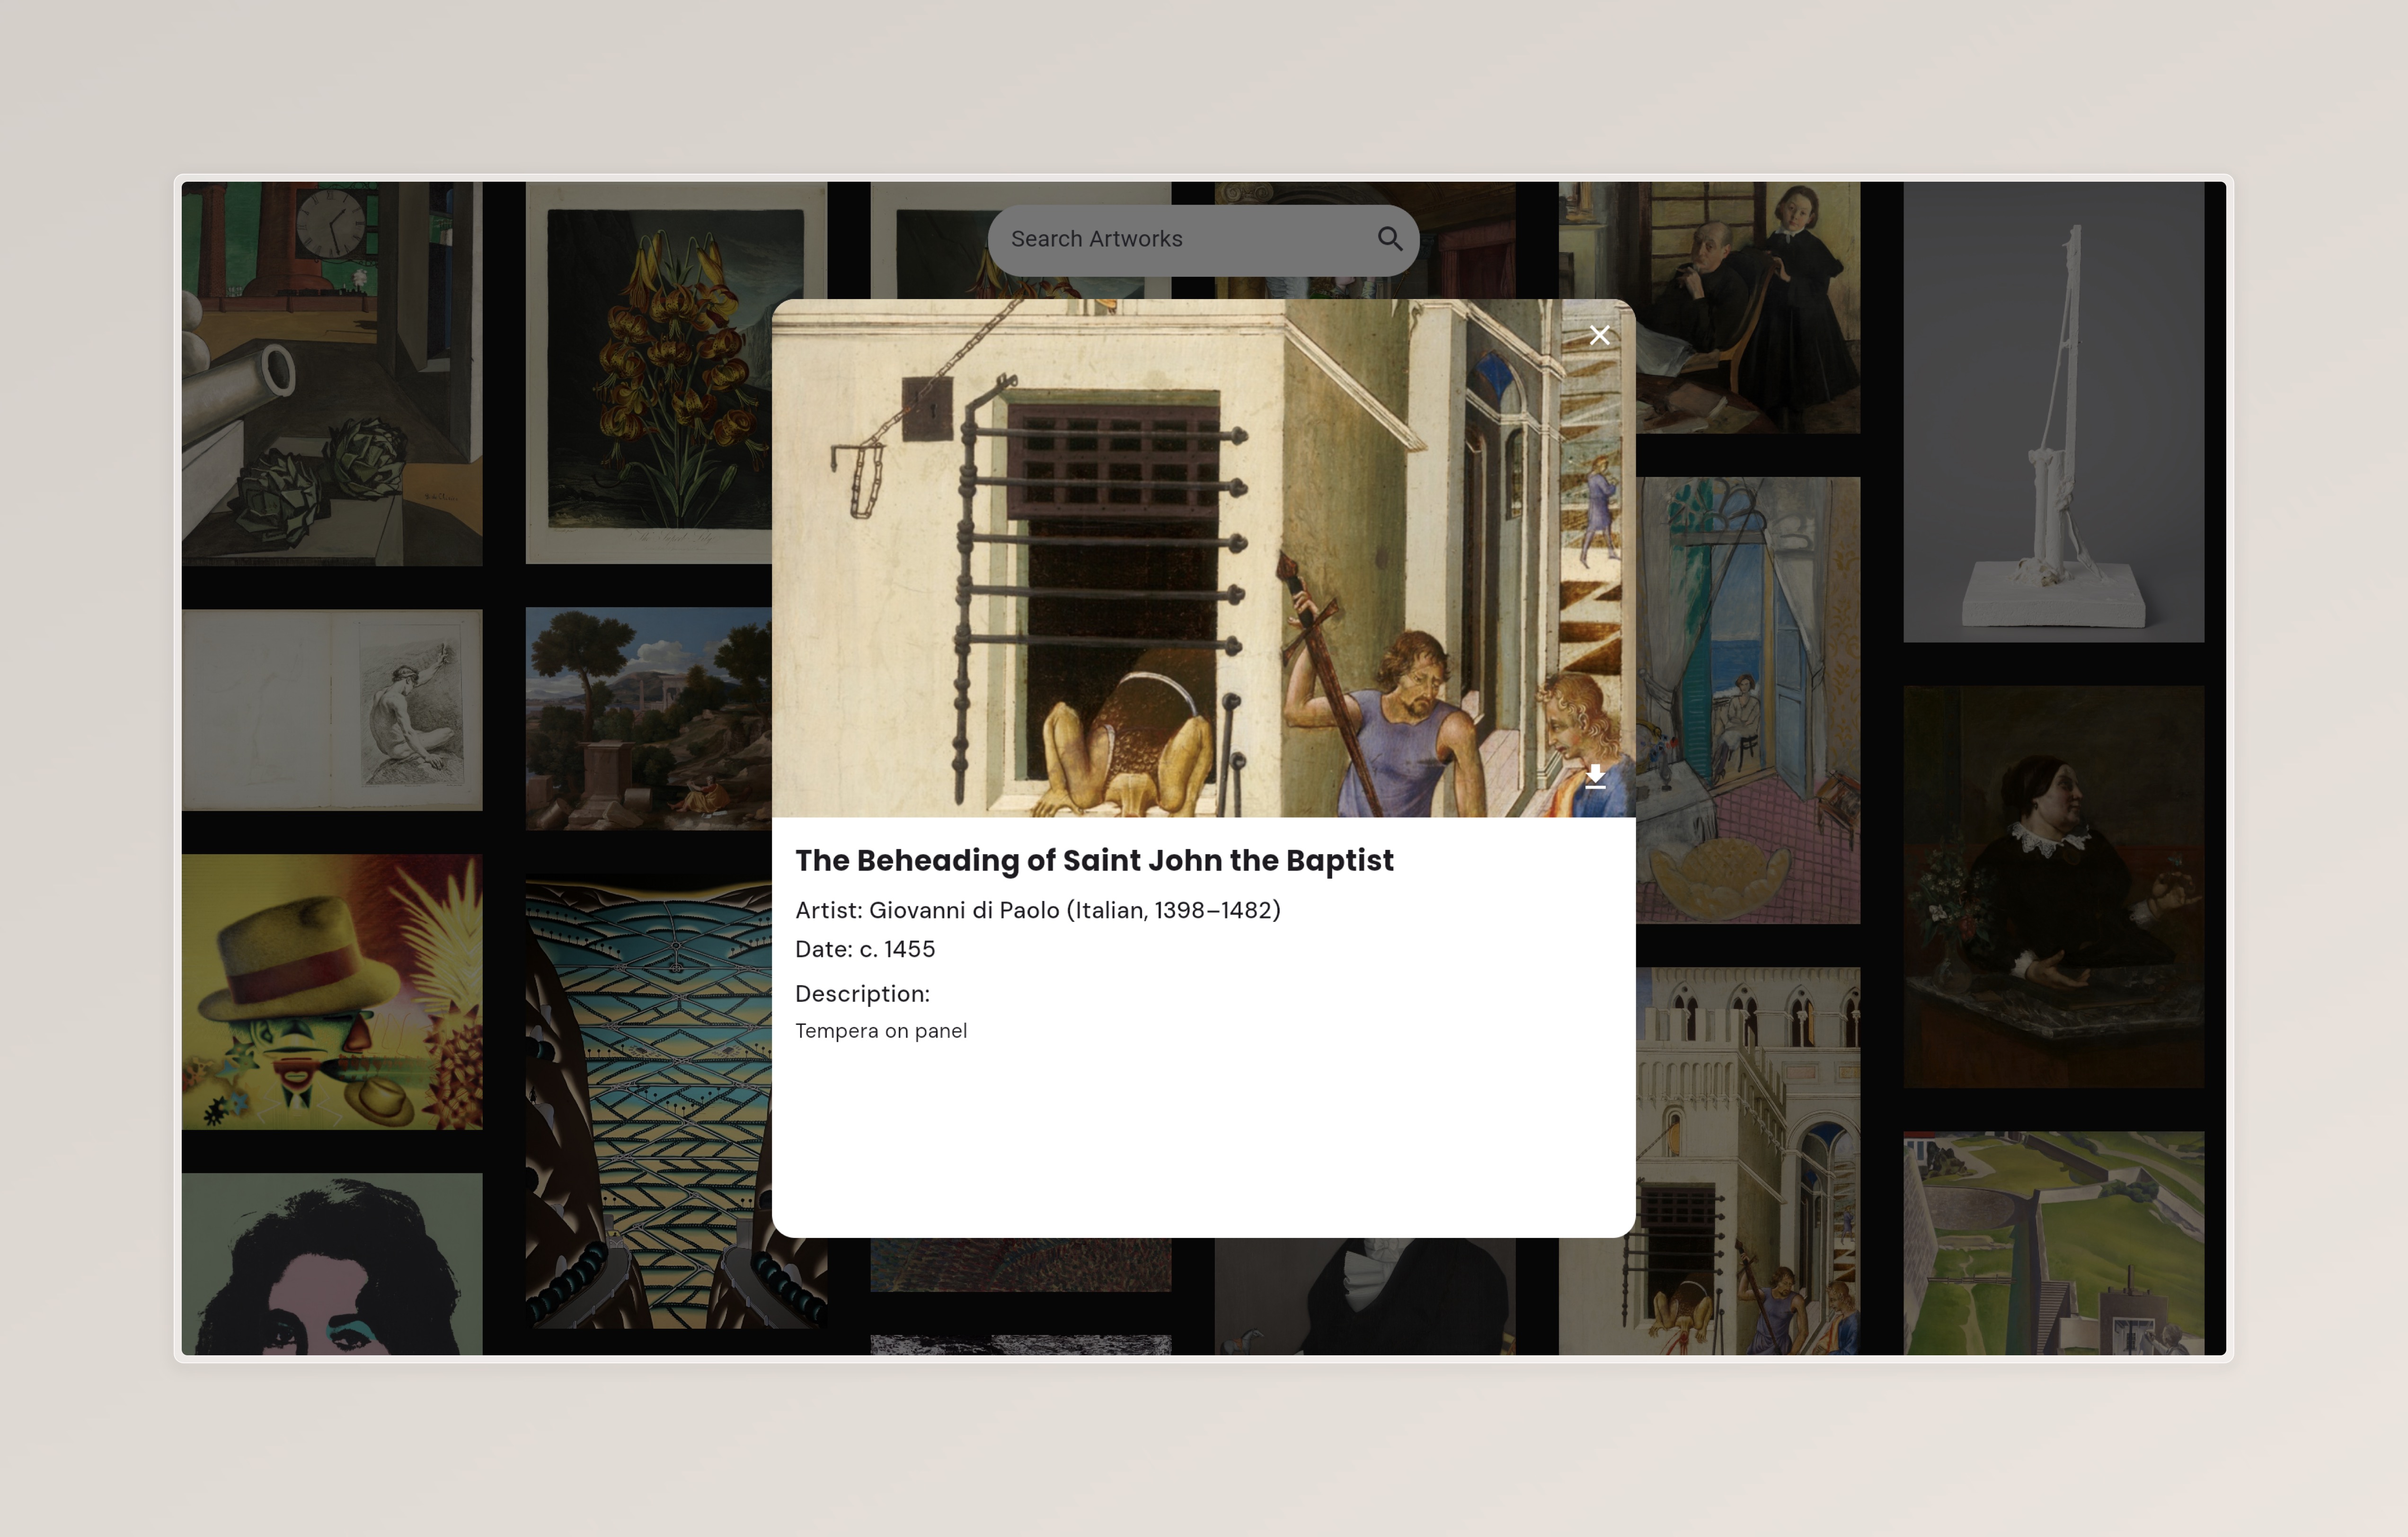 Search Artworks
The Beheading of Saint John the Baptist
Artist: Giovanni di Paolo (Italian, 1398–1482)
Date: c. 1455
Description:
Tempera on panel